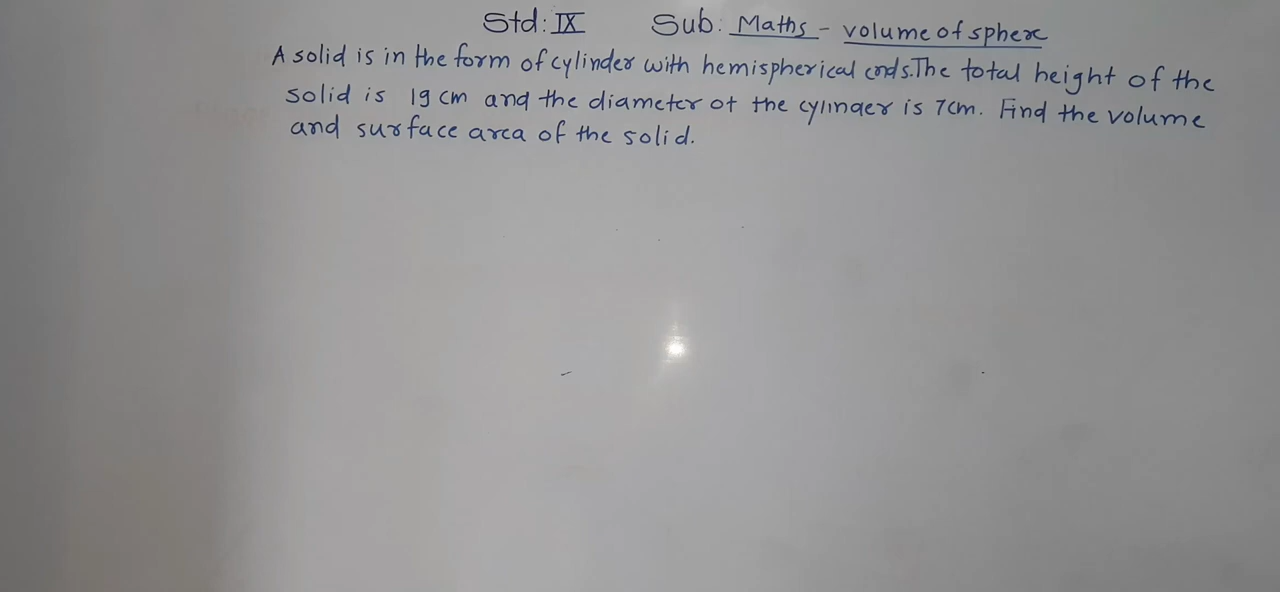 Std: IX Sub: Maths - volume of sphere
A solid is in the form of cylinder with hemispherical ends. The total height of the
solid is 19 cm and the diameter of the cylinder is 7cm. Find the volume
and surface area of the solid.